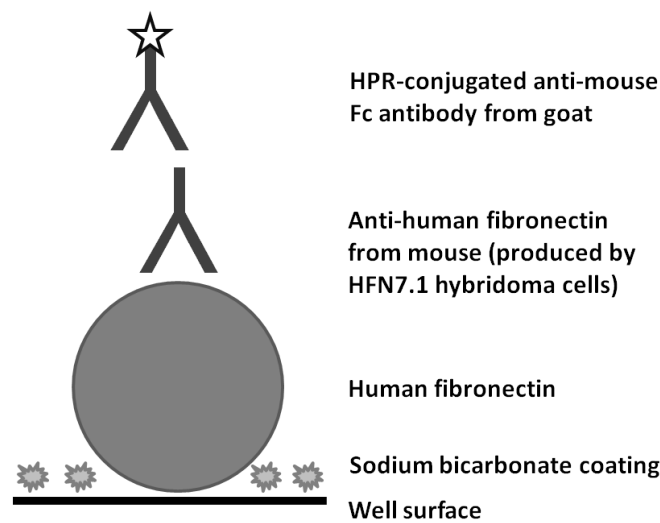 HPR-conjugated anti-mouse
Fc antibody from goat
Anti-human fibronectin
from mouse (produced by
HFN7.1 hybridoma cells)
Human fibronectin
Sodium bicarbonate coating
Well surface